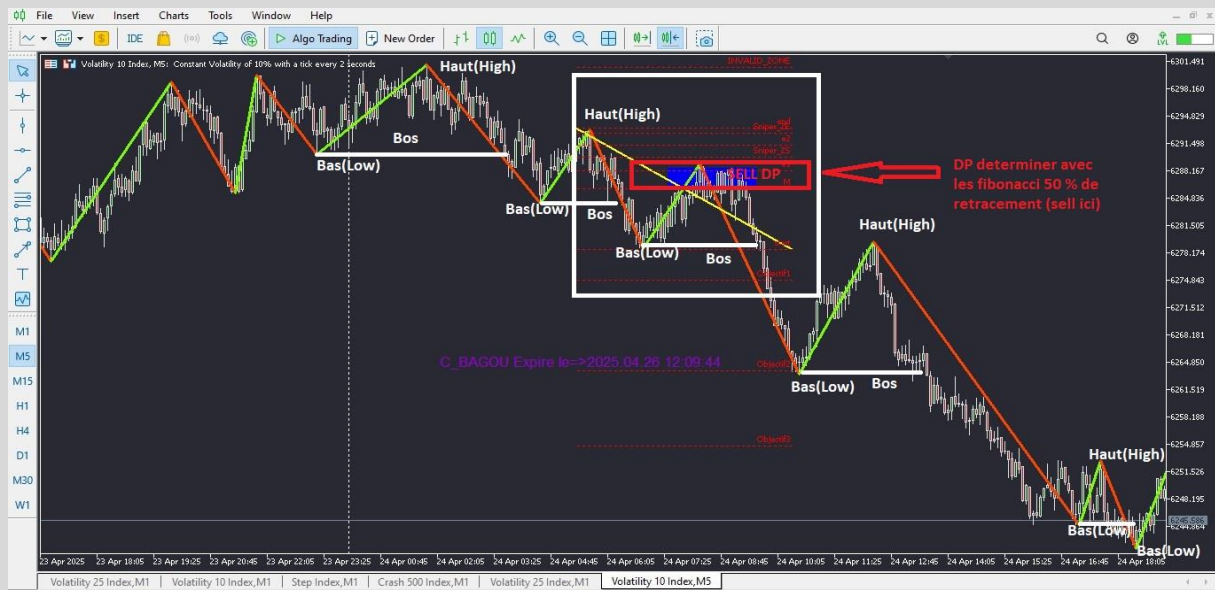 File View Insert Charts Tools Window Help
IDE Algo Trading New Order LVL
Volatility 10 Index, M5: Constant Volatility of 10% with a tick every 2 seconds
M1
M5
M15
H1
H4
D1
M30
W1
Haut(High)
Bos
Bas(Low)
INVALID_ZONE
Haut(High)
Sniper_ZE
Sniper_ZS
SELL DP
M
DP determiner avec
les fibonacci 50 % de
retracement (sell ici)
Bas(Low)
Bos
Bas(Low)
Bos
Objectif1
Haut(High)
C_BAGOU Expire le=>2025.04.26 12:09:44
Objectif2
Bas(Low)
Bos
Objectif3
Haut(High)
Bas(Low)
Bas(Low)
6301.491
6298.160
6294.829
6291.498
6288.167
6284.836
6281.505
6278.174
6274.843
6271.512
6268.181
6264.850
6261.519
6258.188
6254.857
6251.526
6248.195
6245.586
6244.864
23 Apr 2025 23 Apr 18:05 23 Apr 19:25 23 Apr 20:45 23 Apr 22:05 23 Apr 23:25 24 Apr 00:45 24 Apr 02:05 24 Apr 03:25 24 Apr 04:45 24 Apr 06:05 24 Apr 07:25 24 Apr 08:45 24 Apr 10:05 24 Apr 11:25 24 Apr 12:45 24 Apr 14:05 24 Apr 15:25 24 Apr 16:45 24 Apr 18:05
Volatility 25 Index,M1 Volatility 10 Index,M1 Step Index,M1 Crash 500 Index,M1 Volatility 25 Index,M1 Volatility 10 Index,M5